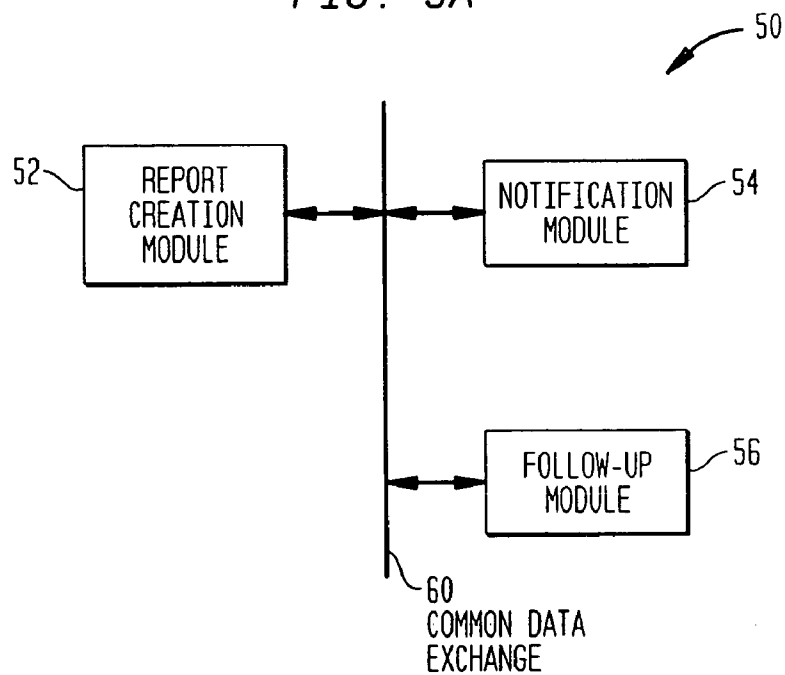 50
52
REPORT
CREATION
MODULE
NOTIFICATION
MODULE
54
FOLLOW-UP
MODULE
56
60
COMMON DATA
EXCHANGE